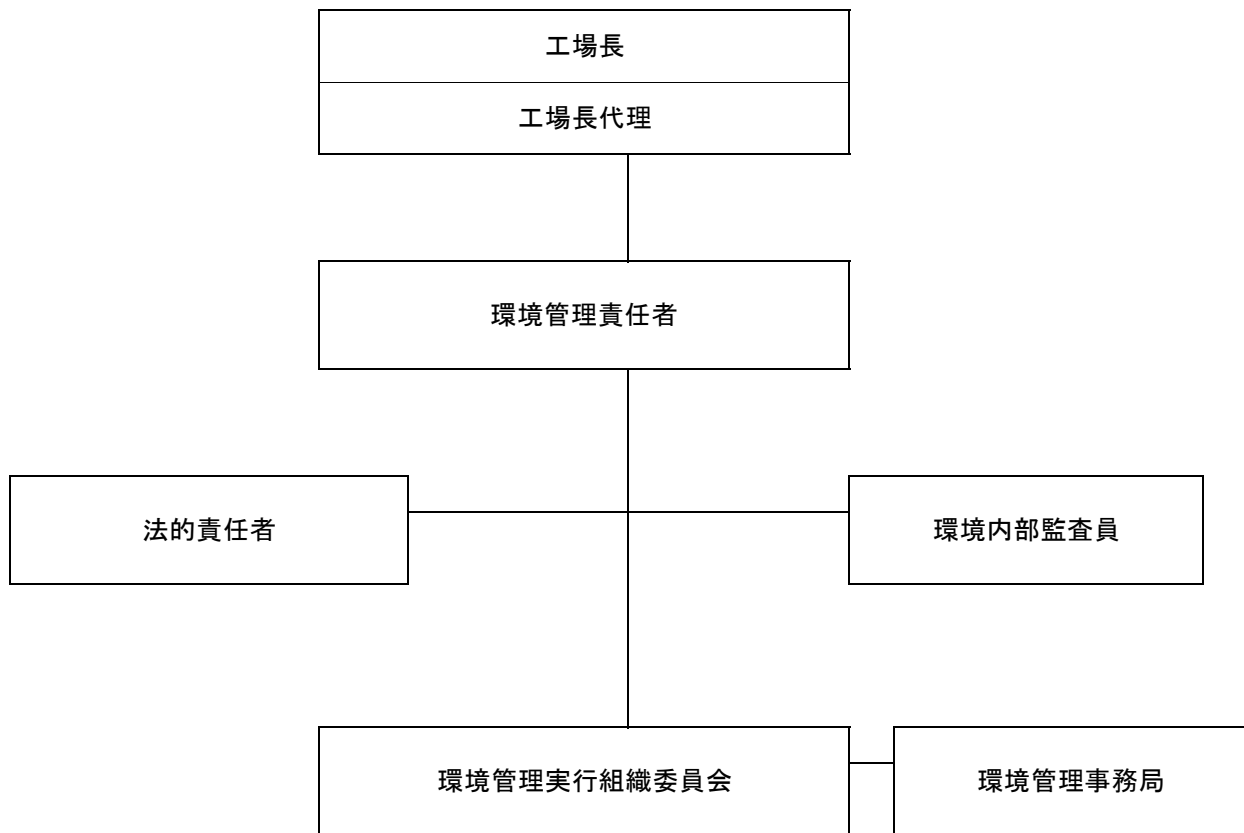 工場長
工場長代理
環境管理責任者
法的責任者
環境内部監査員
環境管理実行組織委員会
環境管理事務局